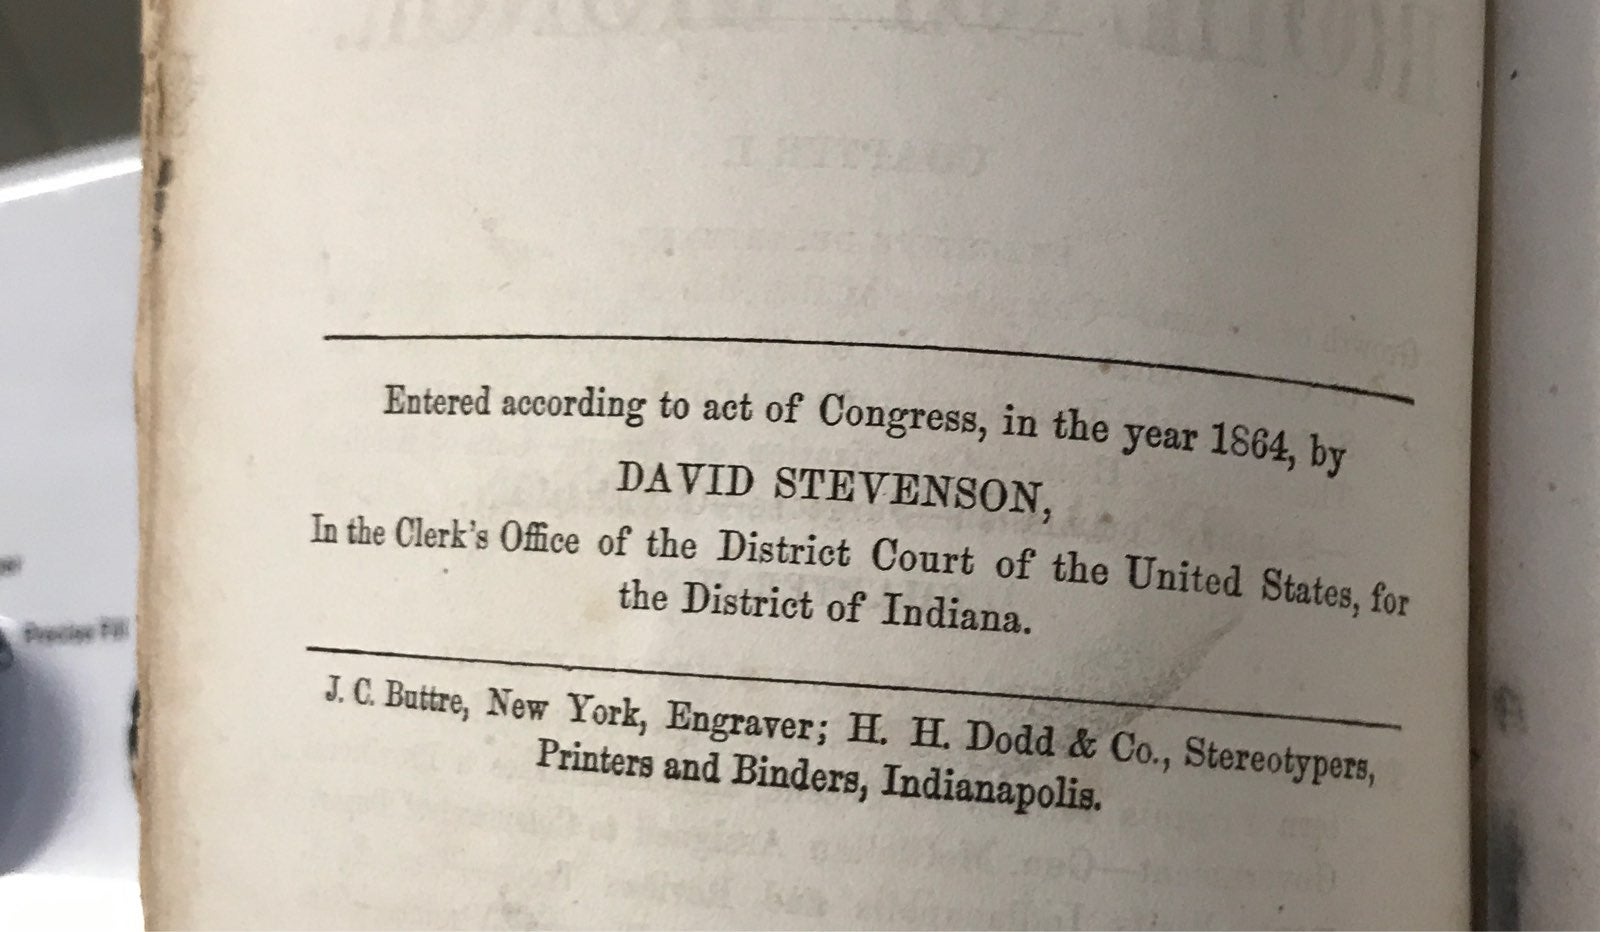 Entered according to act of Congress, in the year 1864, by
DAVID STEVENSON,
In the Clerk's Office of the District Court of the United States, for
the District of Indiana.
J. C. Buttre, New York, Engraver; H. H. Dodd & Co., Stereotypers,
Printers and Binders, Indianapolis.
Precise Fill